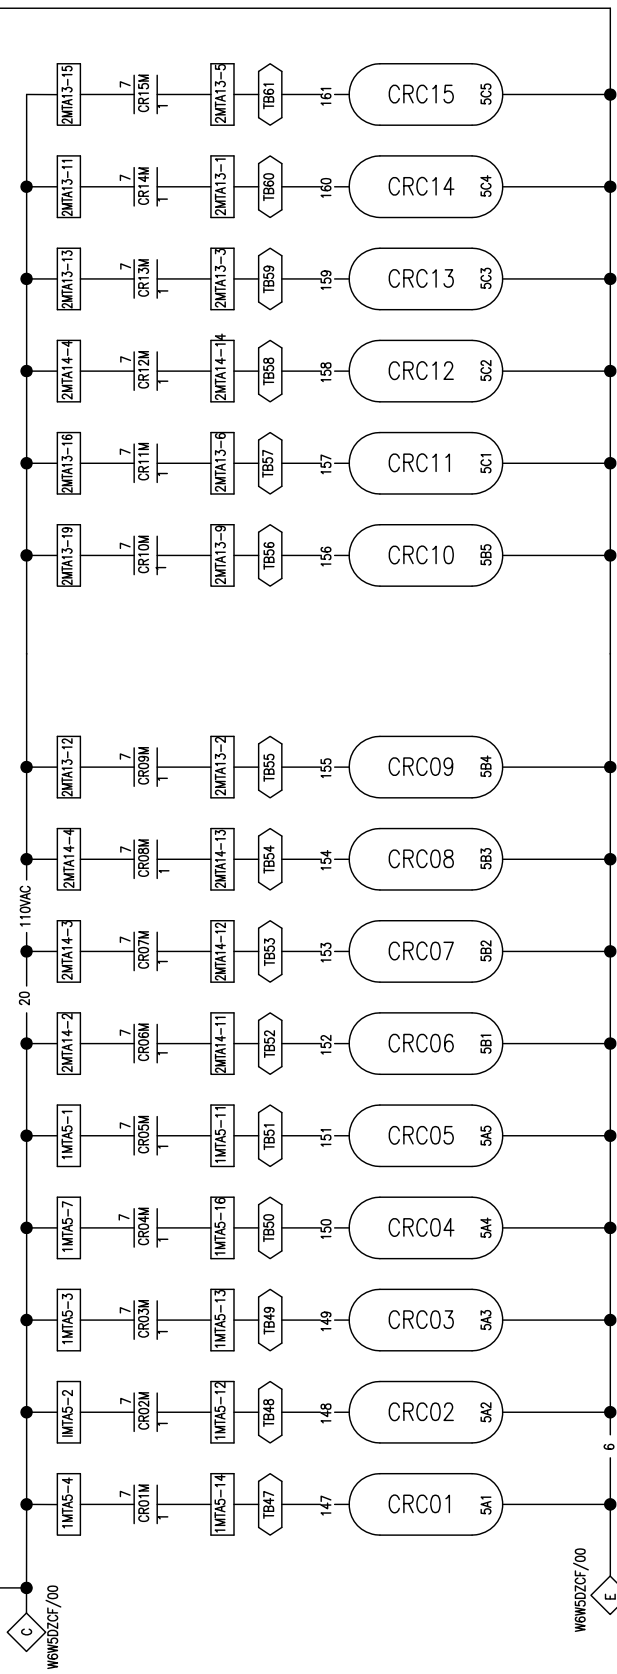 2MTA13-15 7 CR15M 1 2MTA13-5 TB61 161 CRC15 5C5
2MTA13-11 7 CR14M 1 2MTA13-1 TB60 160 CRC14 5C4
2MTA13-13 7 CR13M 1 2MTA13-3 TB59 159 CRC13 5C3
2MTA14-4 7 CR12M 1 2MTA14-14 TB58 158 CRC12 5C2
2MTA13-16 7 CR11M 1 2MTA13-6 TB57 157 CRC11 5C1
2MTA13-19 7 CR10M 1 2MTA13-9 TB56 156 CRC10 5B5
2MTA13-12 7 CR09M 1 2MTA13-2 TB55 155 CRC09 5B4
2MTA14-4 7 CR08M 1 2MTA14-13 TB54 154 CRC08 5B3
20 110VAC
2MTA14-3 7 CR07M 1 2MTA14-12 TB53 153 CRC07 5B2
2MTA14-2 7 CR06M 1 2MTA14-11 TB52 152 CRC06 5B1
1MTA5-1 7 CR05M 1 1MTA5-11 TB51 151 CRC05 5A5
1MTA5-7 7 CR04M 1 1MTA5-16 TB50 150 CRC04 5A4
1MTA5-3 7 CR03M 1 1MTA5-13 TB49 149 CRC03 5A3
IMTA5-2 7 CR02M 1 1MTA5-12 TB48 148 CRC02 5A2
6
1MTA5-4 7 CR01M 1 1MTA5-14 TB47 147 CRC01 5A1
C
W6W5DZCF/00
W6W5DZCF/00
E